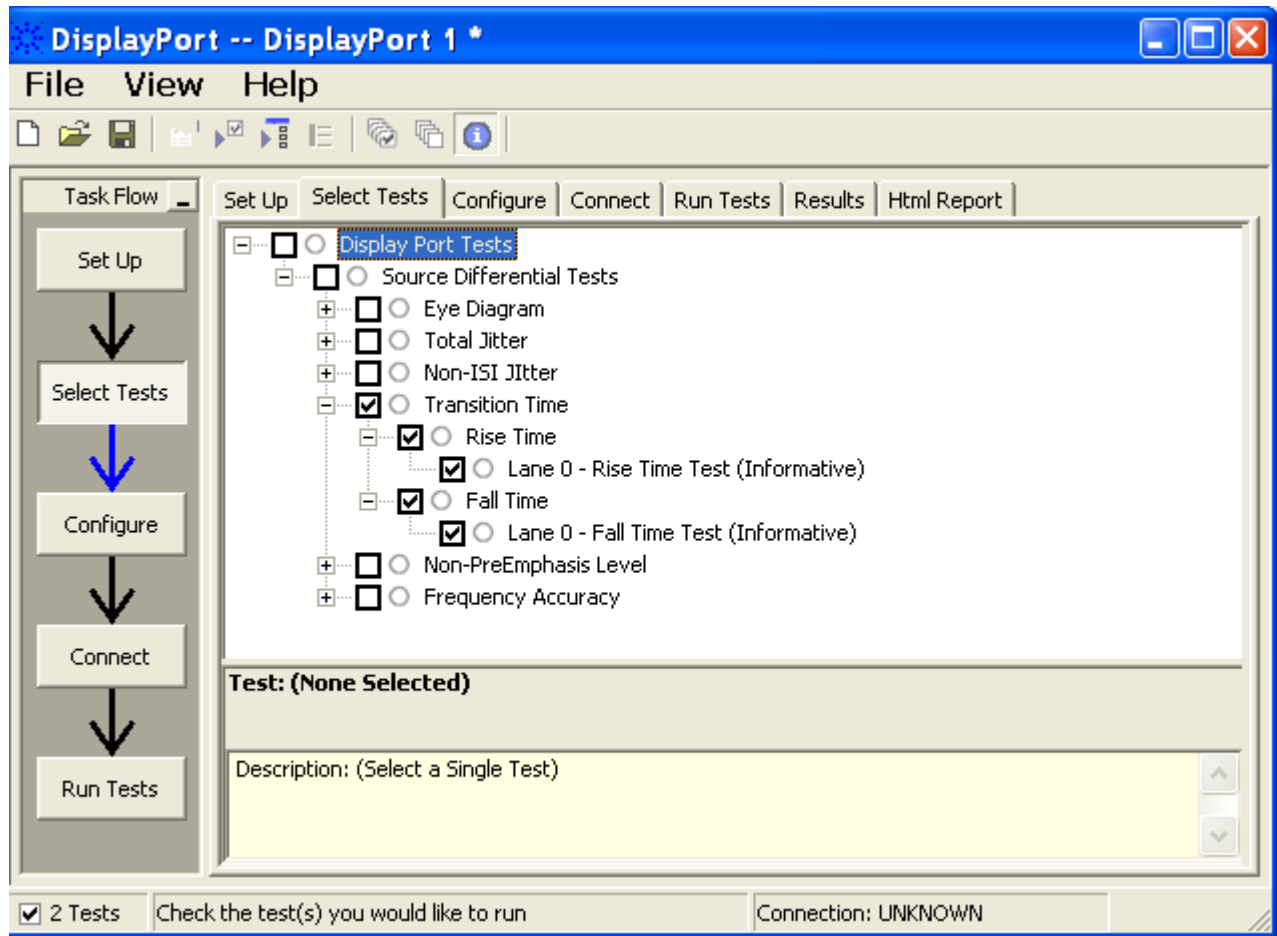 DisplayPort -- DisplayPort 1 *
File View Help
Task Flow
Set Up
Select Tests
Configure
Connect
Run Tests
Set Up Select Tests Configure Connect Run Tests Results Html Report
Display Port Tests
Source Differential Tests
Eye Diagram
Total Jitter
Non-ISI JItter
Transition Time
Rise Time
Lane 0 - Rise Time Test (Informative)
Fall Time
Lane 0 - Fall Time Test (Informative)
Non-PreEmphasis Level
Frequency Accuracy
Test: (None Selected)
Description: (Select a Single Test)
2 Tests Check the test(s) you would like to run Connection: UNKNOWN